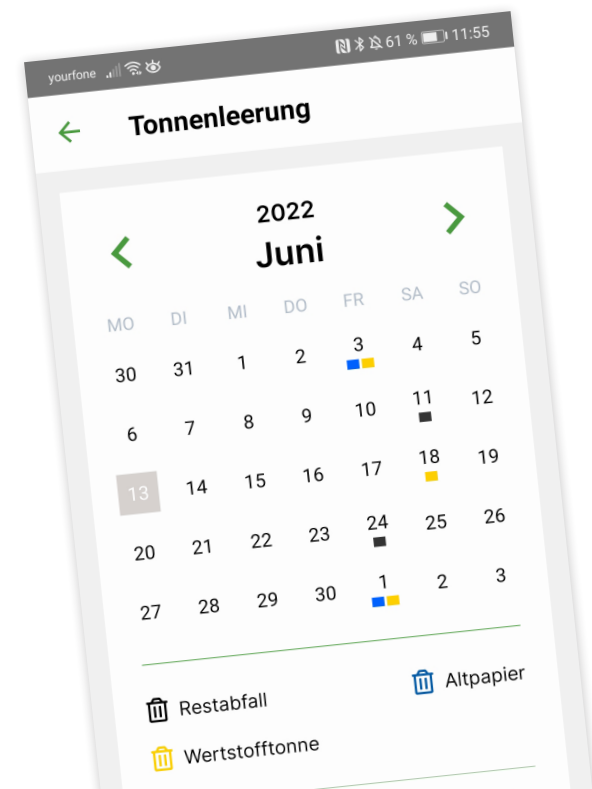 yourfone 61 % 11:55
Tonnenleerung
2022
Juni
MO DI MI DO FR SA SO
30 31 1 2 3 4 5
6 7 8 9 10 11 12
13 14 15 16 17 18 19
20 21 22 23 24 25 26
27 28 29 30 1 2 3
Restabfall Altpapier
Wertstofftonne